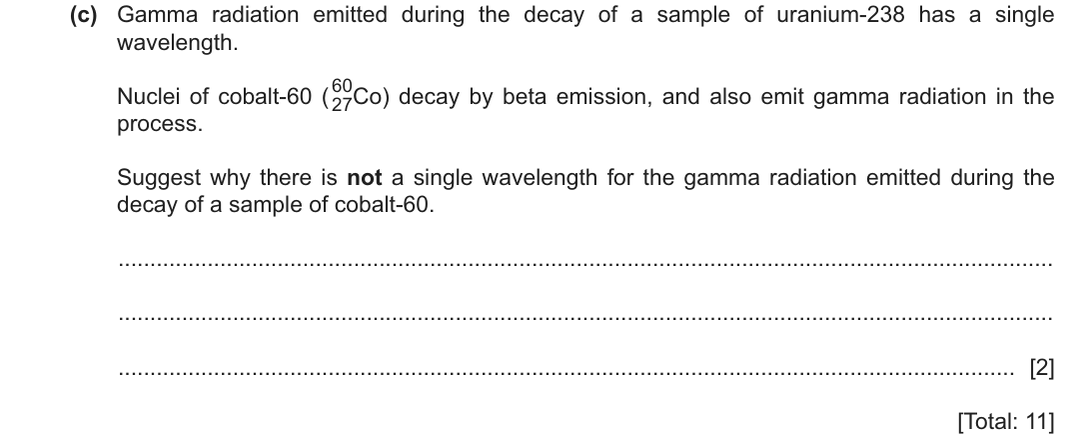 (c) Gamma radiation emitted during the decay of a sample of uranium-238 has a single
wavelength.
Nuclei of cobalt-60 (⁶⁰₂₇Co) decay by beta emission, and also emit gamma radiation in the
process.
Suggest why there is not a single wavelength for the gamma radiation emitted during the
decay of a sample of cobalt-60.
[2]
[Total: 11]